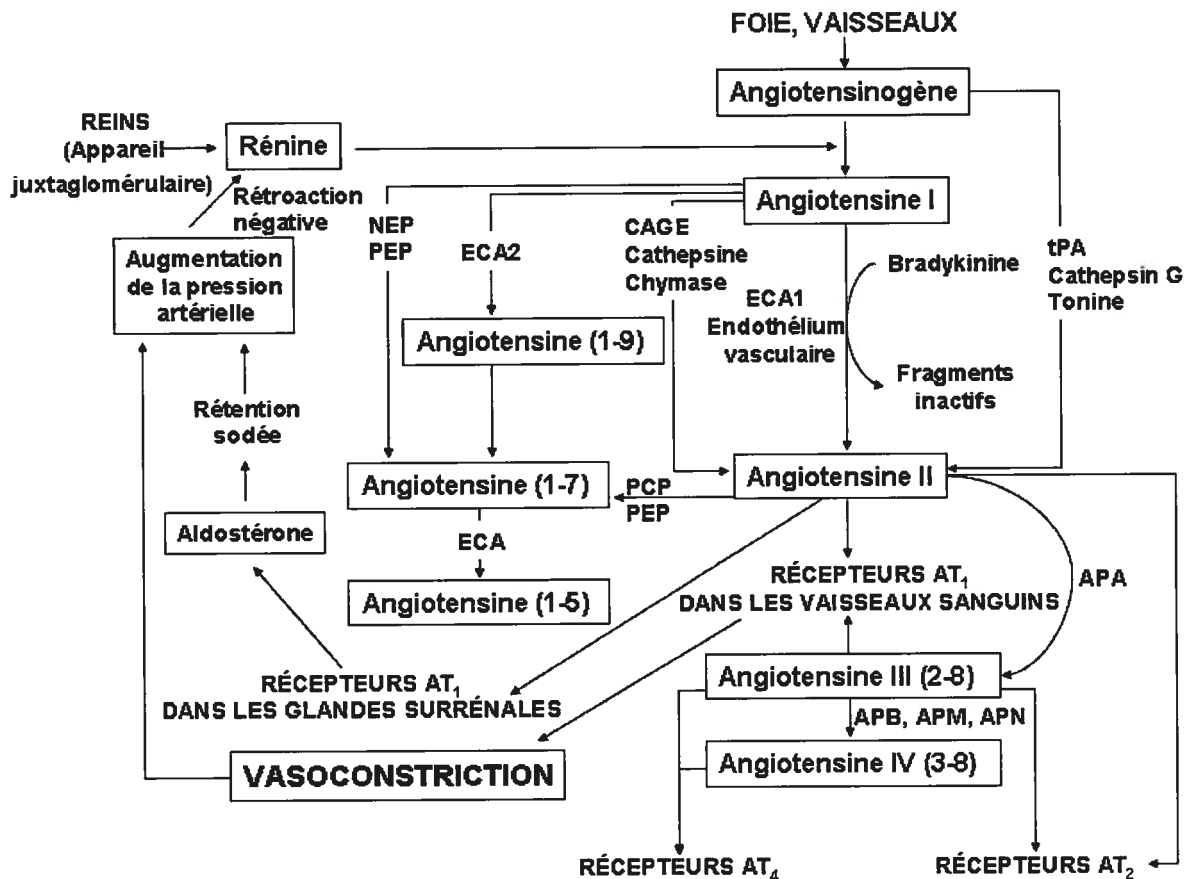 FOIE, VAISSEAUX
Angiotensinogène
REINS
(Appareil
juxtaglomérulaire)
Rénine
Rétroaction
négative
Angiotensine I
NEP
PEP
ECA2
CAGE
Cathepsine
Chymase
tPA
Cathepsin G
Tonine
Augmentation
de la pression
artérielle
Bradykinine
ECA1
Endothélium
vasculaire
Angiotensine (1-9)
Fragments
inactifs
Rétention
sodée
Angiotensine (1-7)
PCP
PEP
Angiotensine II
Aldostérone
ECA
Angiotensine (1-5)
RÉCEPTEURS AT1
DANS LES VAISSEAUX SANGUINS
APA
RÉCEPTEURS AT1
DANS LES GLANDES SURRÉNALES
Angiotensine III (2-8)
APB, APM, APN
Angiotensine IV (3-8)
VASOCONSTRICTION
RÉCEPTEURS AT4
RÉCEPTEURS AT2